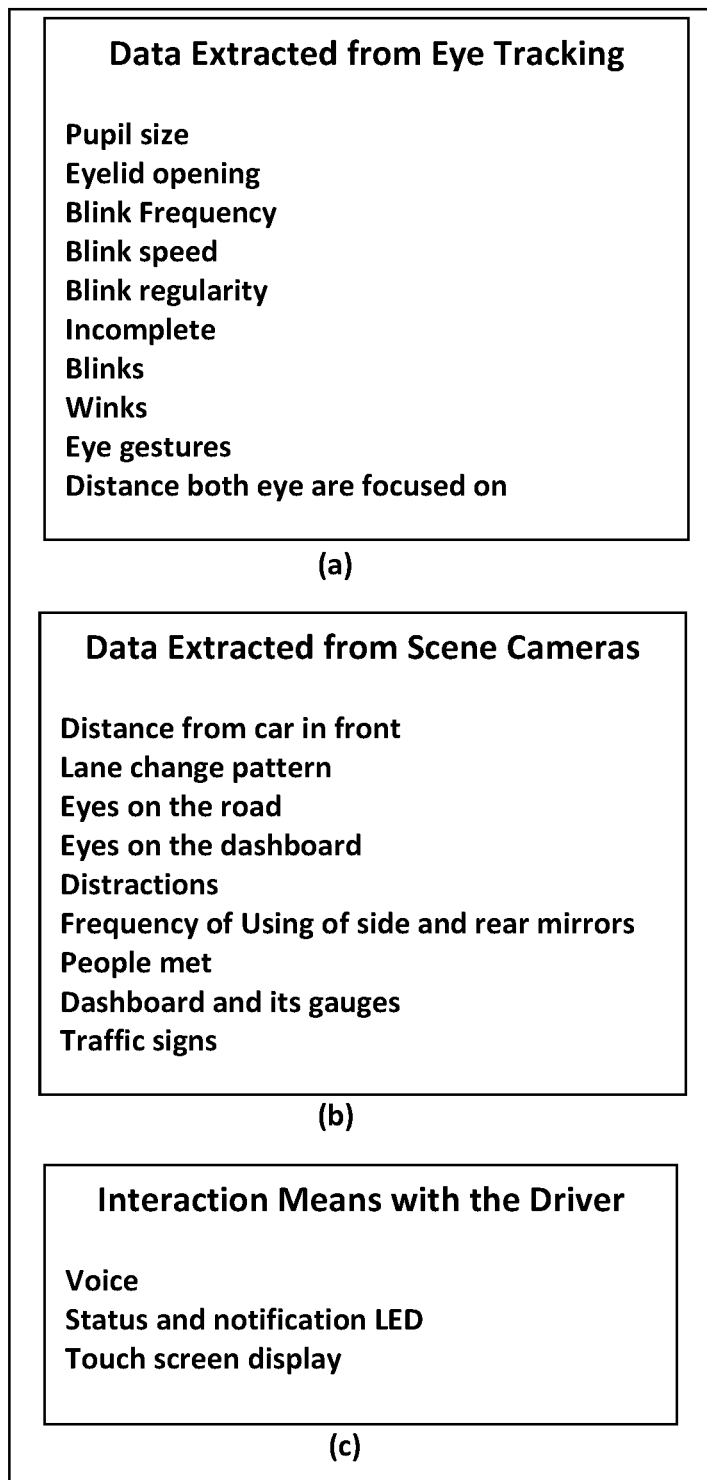 Data Extracted from Eye Tracking
Pupil size
Eyelid opening
Blink Frequency
Blink speed
Blink regularity
Incomplete
Blinks
Winks
Eye gestures
Distance both eye are focused on
(a)
Data Extracted from Scene Cameras
Distance from car in front
Lane change pattern
Eyes on the road
Eyes on the dashboard
Distractions
Frequency of Using of side and rear mirrors
People met
Dashboard and its gauges
Traffic signs
(b)
Interaction Means with the Driver
Voice
Status and notification LED
Touch screen display
(c)